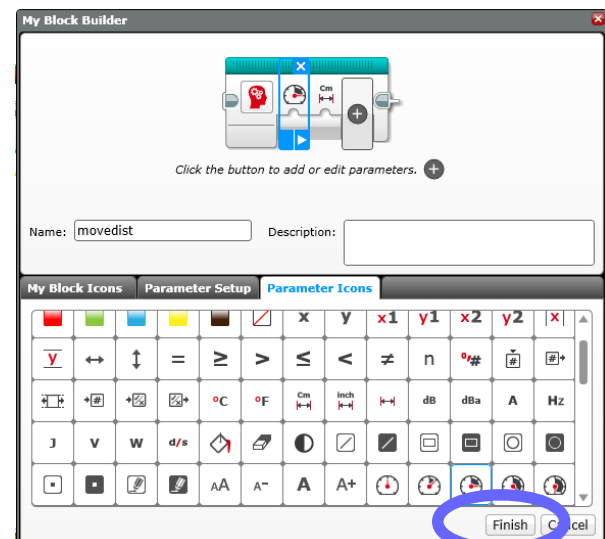 My Block Builder
Cm
Click the button to add or edit parameters.
Name: movedist Description:
My Block Icons Parameter Setup Parameter Icons
x y x1 y1 x2 y2 |x|
y = ≥ > ≤ < ≠ n 0/# # #
# °C °F Cm inch dB dBa A Hz
J V W d/s
AA A- A A+
Finish Cancel